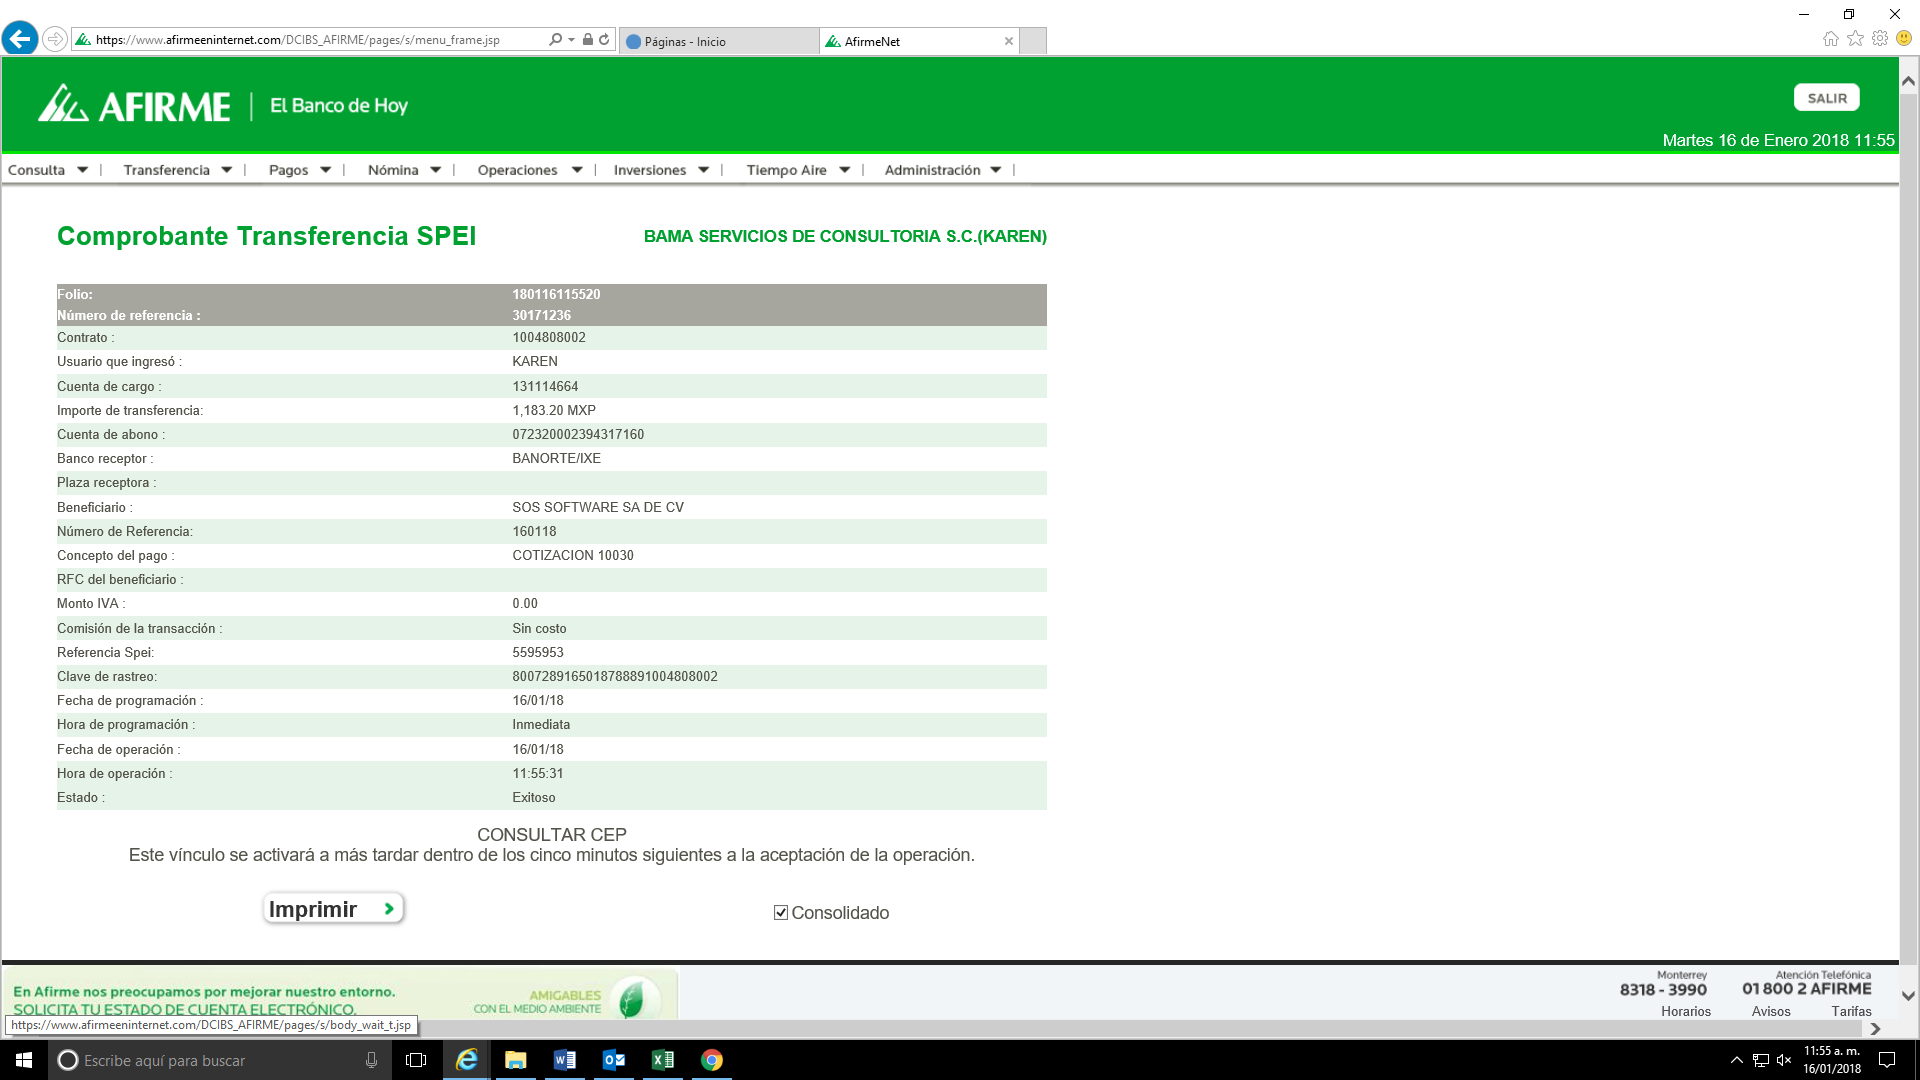 https://www.afirmeeninternet.com/DCIBS_AFIRME/pages/s/menu_frame.jsp
Páginas - Inicio
AfirmeNet
AFIRME | El Banco de Hoy
SALIR
Martes 16 de Enero 2018 11:55
Consulta | Transferencia | Pagos | Nómina | Operaciones | Inversiones | Tiempo Aire | Administración |
Comprobante Transferencia SPEI
BAMA SERVICIOS DE CONSULTORIA S.C.(KAREN)
Folio: 180116115520
Número de referencia : 30171236
Contrato : 1004808002
Usuario que ingresó : KAREN
Cuenta de cargo : 131114664
Importe de transferencia: 1,183.20 MXP
Cuenta de abono : 072320002394317160
Banco receptor : BANORTE/IXE
Plaza receptora :
Beneficiario : SOS SOFTWARE SA DE CV
Número de Referencia: 160118
Concepto del pago : COTIZACION 10030
RFC del beneficiario :
Monto IVA : 0.00
Comisión de la transacción : Sin costo
Referencia Spei: 5595953
Clave de rastreo: 8007289165018788891004808002
Fecha de programación : 16/01/18
Hora de programación : Inmediata
Fecha de operación : 16/01/18
Hora de operación : 11:55:31
Estado : Exitoso
CONSULTAR CEP
Este vínculo se activará a más tardar dentro de los cinco minutos siguientes a la aceptación de la operación.
Imprimir
Consolidado
En Afirme nos preocupamos por mejorar nuestro entorno.
SOLICITA TU ESTADO DE CUENTA ELECTRÓNICO.
AMIGABLES
CON EL MEDIO AMBIENTE
Monterrey
8318 - 3990
Atención Telefónica
01 800 2 AFIRME
Horarios Avisos Tarifas
https://www.afirmeeninternet.com/DCIBS_AFIRME/pages/s/body_wait_t.jsp
Escribe aquí para buscar
11:55 a. m.
16/01/2018